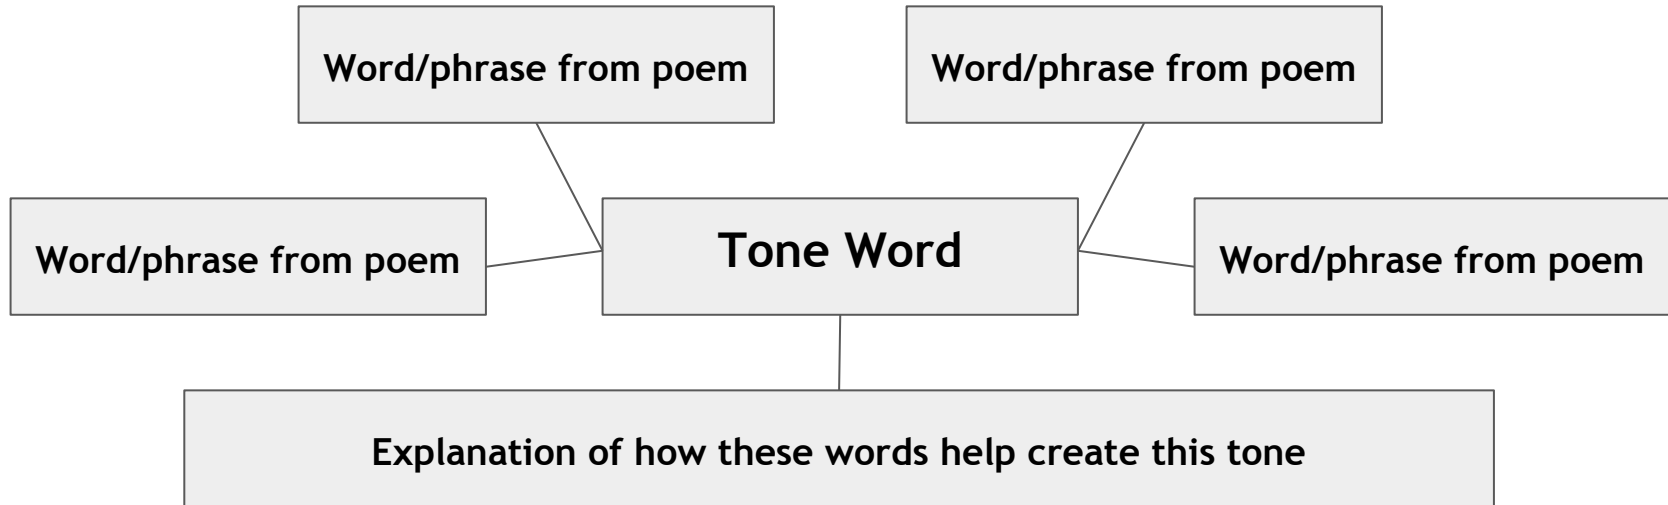 Word/phrase from poem
Word/phrase from poem
Word/phrase from poem
Tone Word
Word/phrase from poem
Explanation of how these words help create this tone